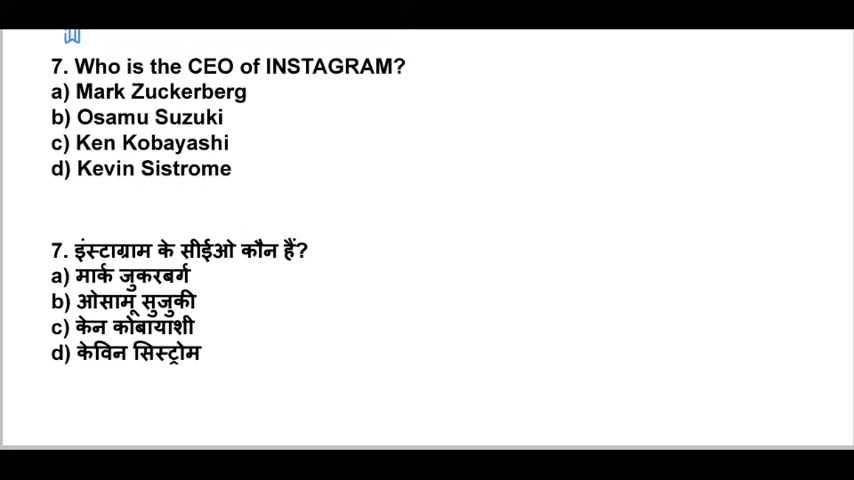 7. Who is the CEO of INSTAGRAM?
a) Mark Zuckerberg
b) Osamu Suzuki
c) Ken Kobayashi
d) Kevin Sistrome
7. इंस्टाग्राम के सीईओ कौन हैं?
a) मार्क जुकरबर्ग
b) ओसामू सुजुकी
c) केन कोबायाशी
d) केविन सिस्ट्रोम